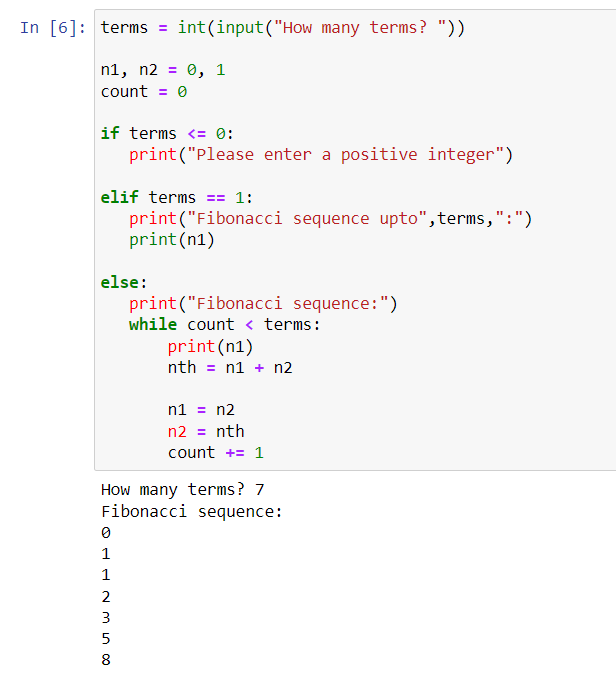 In [6]: terms = int(input("How many terms? "))

n1, n2 = 0, 1
count = 0

if terms <= 0:
   print("Please enter a positive integer")

elif terms == 1:
   print("Fibonacci sequence upto",terms,":")
   print(n1)

else:
   print("Fibonacci sequence:")
   while count < terms:
       print(n1)
       nth = n1 + n2

       n1 = n2
       n2 = nth
       count += 1
How many terms? 7
Fibonacci sequence:
0
1
1
2
3
5
8